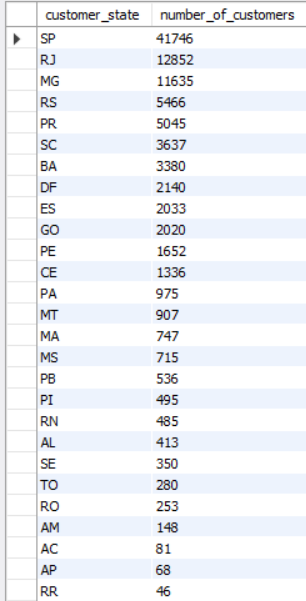 customer_state number_of_customers
SP 41746
RJ 12852
MG 11635
RS 5466
PR 5045
SC 3637
BA 3380
DF 2140
ES 2033
GO 2020
PE 1652
CE 1336
PA 975
MT 907
MA 747
MS 715
PB 536
PI 495
RN 485
AL 413
SE 350
TO 280
RO 253
AM 148
AC 81
AP 68
RR 46